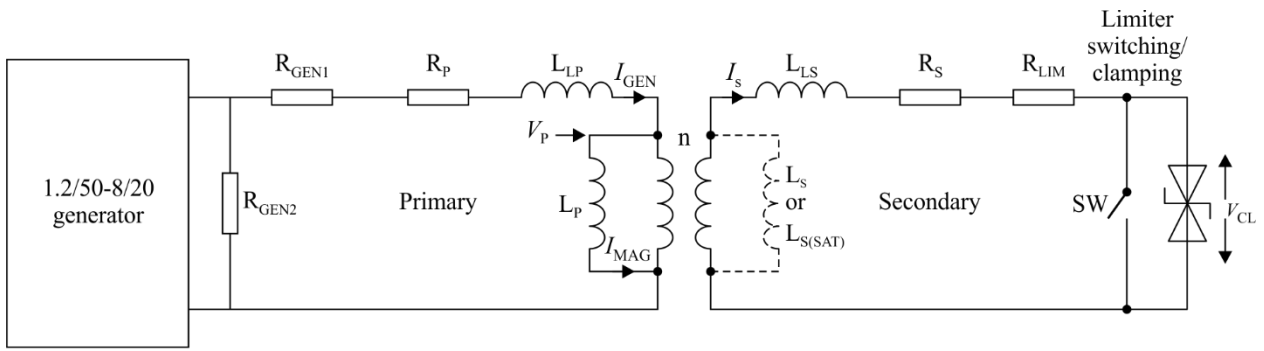 Limiter
switching/
clamping
R_GEN1
R_P
L_LP
I_GEN
I_s
L_LS
R_S
R_LIM
V_P
n
1.2/50-8/20
generator
R_GEN2
Primary
L_P
I_MAG
L_S
or
L_S(SAT)
Secondary
SW
V_CL